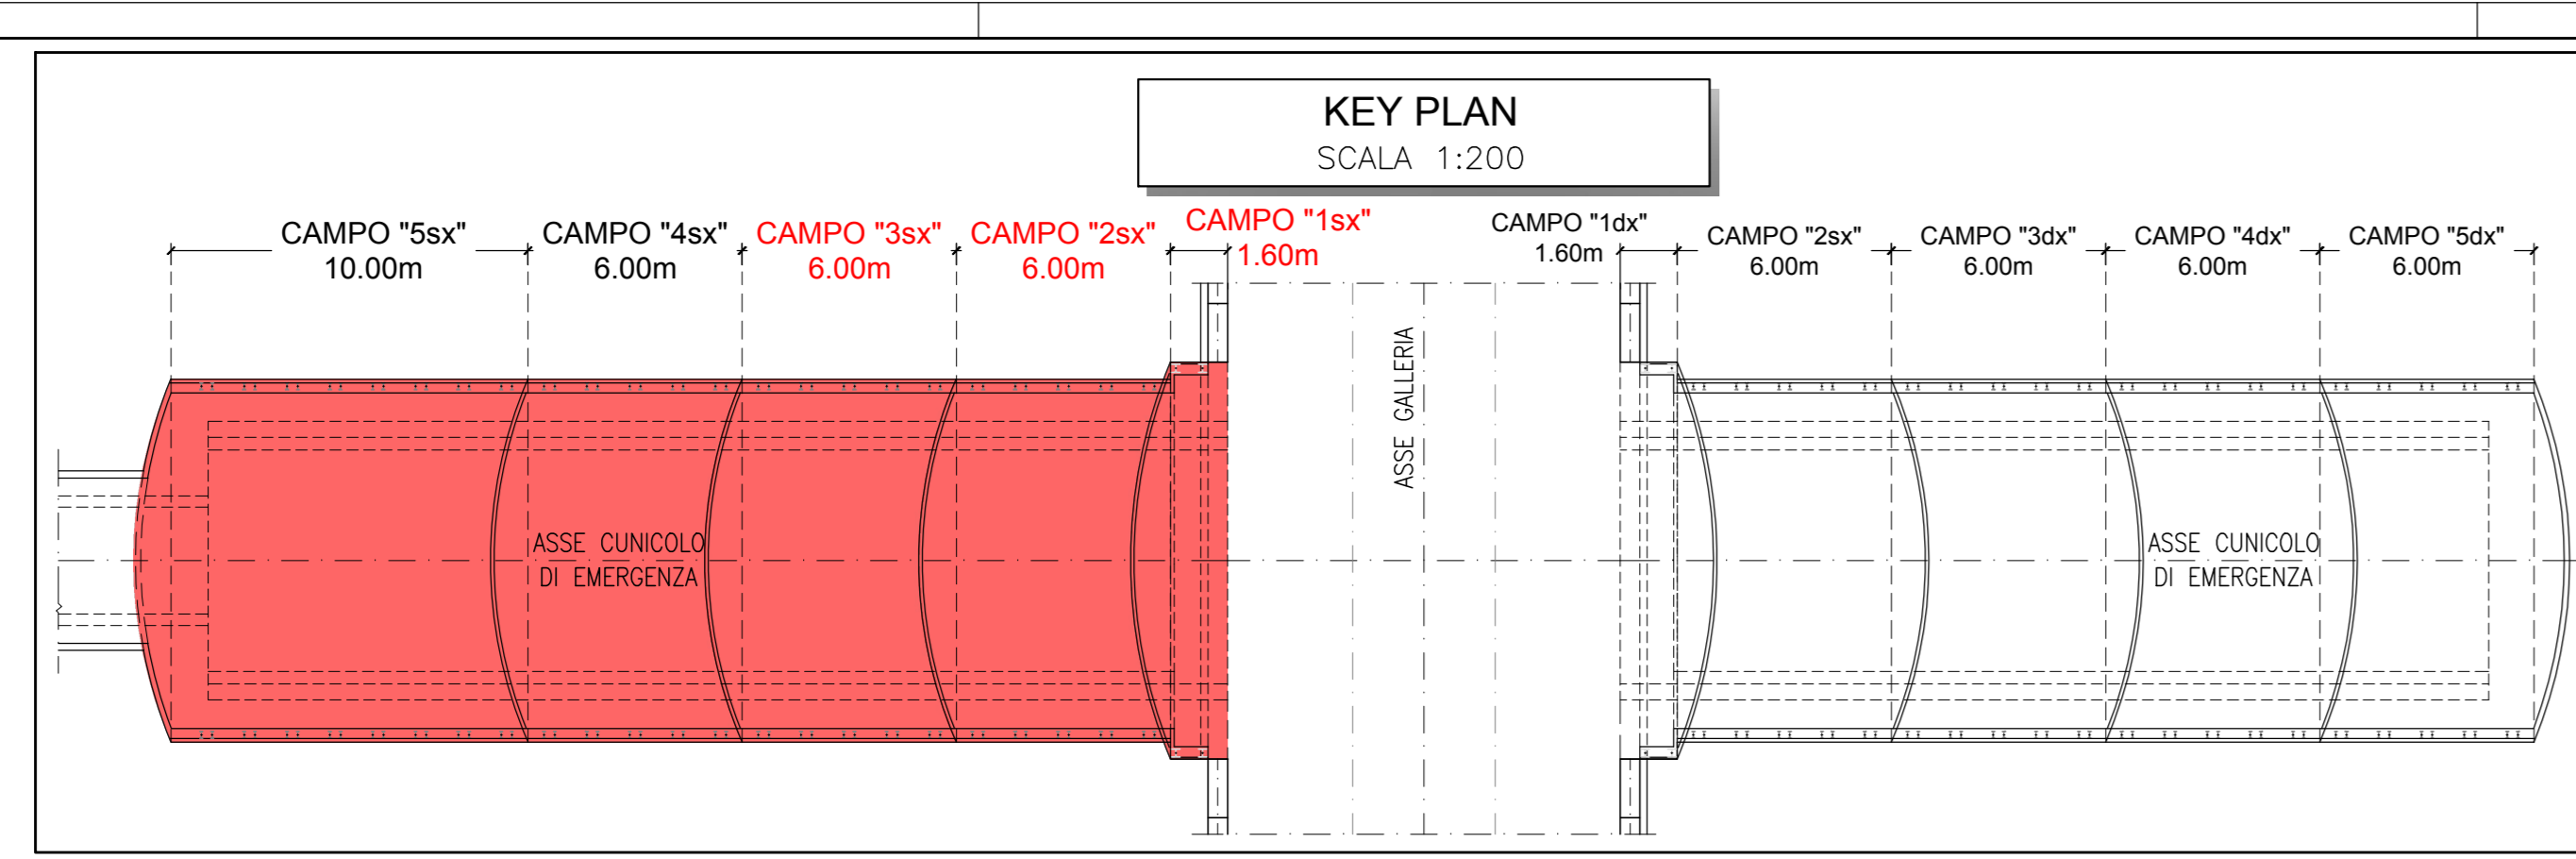 KEY PLAN
SCALA 1:200
CAMPO "5sx"
10.00m
CAMPO "4sx"
6.00m
CAMPO "3sx"
6.00m
CAMPO "2sx"
6.00m
CAMPO "1sx"
1.60m
CAMPO "1dx"
1.60m
CAMPO "2sx"
6.00m
CAMPO "3dx"
6.00m
CAMPO "4dx"
6.00m
CAMPO "5dx"
6.00m
ASSE GALLERIA
ASSE CUNICOLO
DI EMERGENZA
ASSE CUNICOLO
DI EMERGENZA